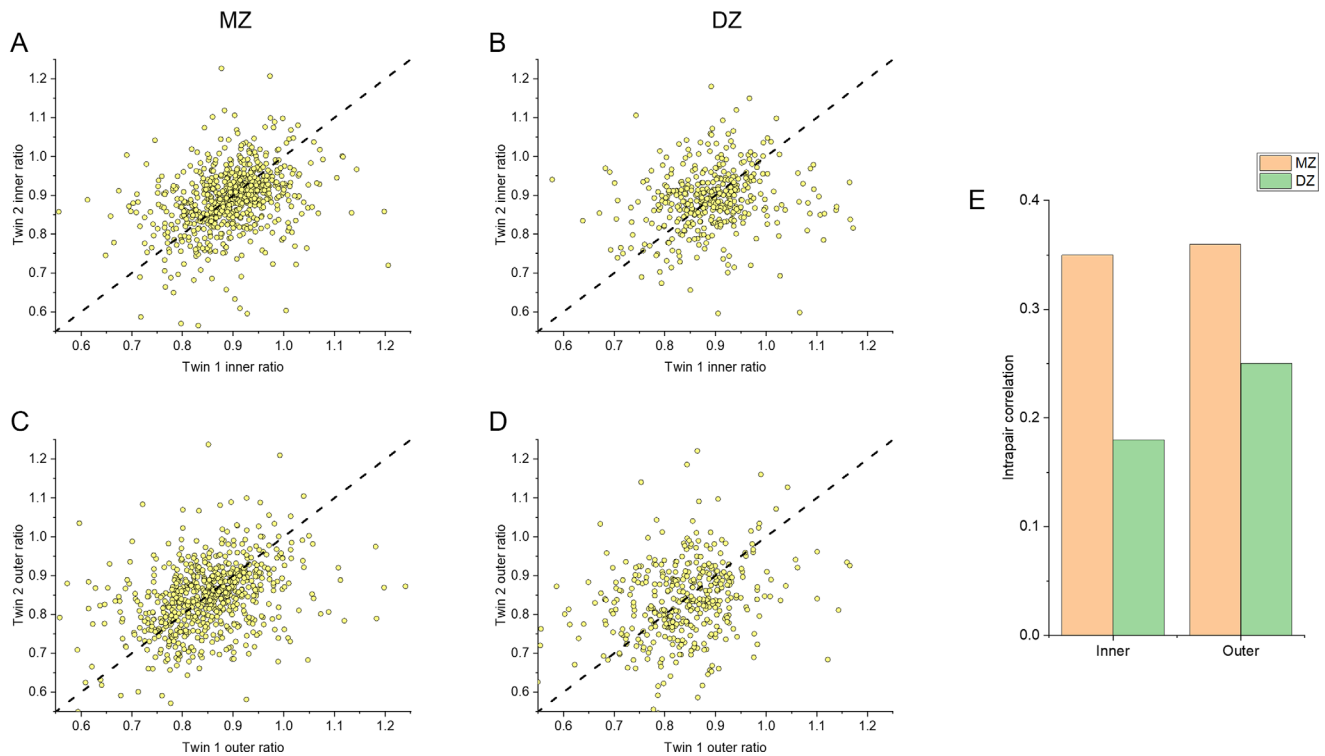 MZ
DZ
A
1.2
1.1
1.0
0.9
0.8
0.7
0.6
Twin 2 inner ratio
0.6 0.7 0.8 0.9 1.0 1.1 1.2
Twin 1 inner ratio
B
1.2
1.1
1.0
0.9
0.8
0.7
0.6
Twin 2 inner ratio
0.6 0.7 0.8 0.9 1.0 1.1 1.2
Twin 1 inner ratio
C
1.2
1.1
1.0
0.9
0.8
0.7
0.6
Twin 2 outer ratio
0.6 0.7 0.8 0.9 1.0 1.1 1.2
Twin 1 outer ratio
D
1.2
1.1
1.0
0.9
0.8
0.7
0.6
Twin 2 outer ratio
0.6 0.7 0.8 0.9 1.0 1.1 1.2
Twin 1 outer ratio
MZ
DZ
E
0.4
0.3
0.2
0.1
0.0
Intrapair correlation
Inner Outer